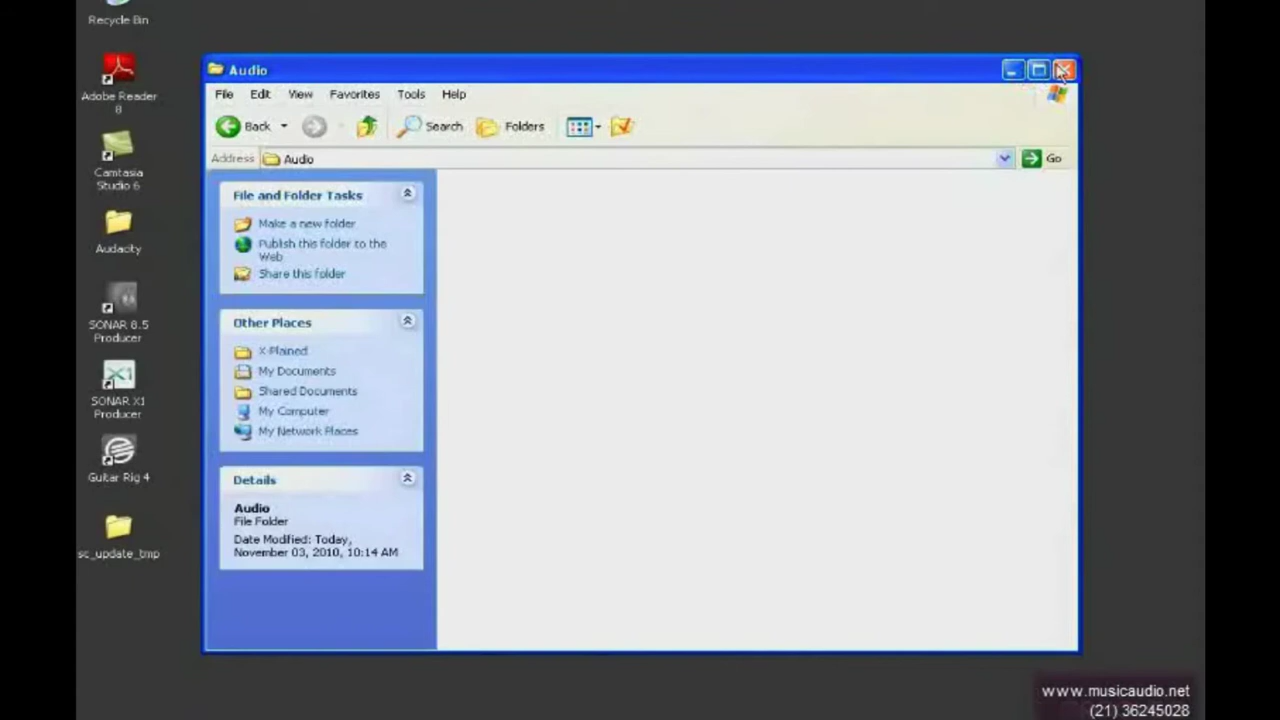 Recycle Bin
Adobe Reader
8
Camtasia
Studio 6
Audacity
SONAR 8.5
Producer
SONAR X1
Producer
Guitar Rig 4
sc_update_tmp
Audio
File Edit View Favorites Tools Help
Back Search Folders
Address Audio Go
File and Folder Tasks
Make a new folder
Publish this folder to the
Web
Share this folder
Other Places
X-Plained
My Documents
Shared Documents
My Computer
My Network Places
Details
Audio
File Folder
Date Modified: Today,
November 03, 2010, 10:14 AM
www.musicaudio.net
(21) 36245028